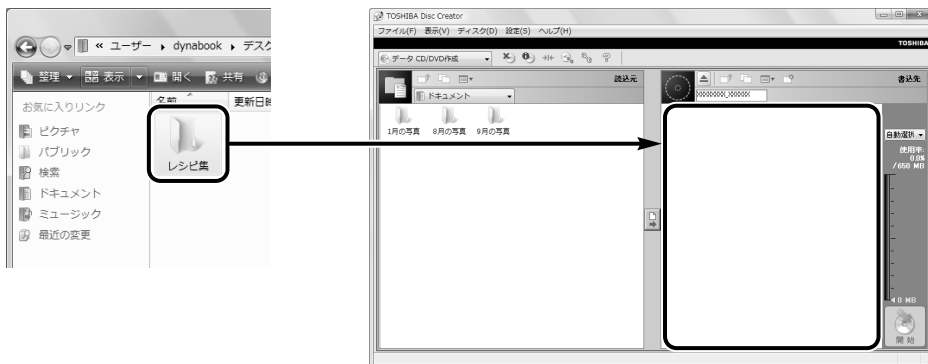 « ユーザー ▸ dynabook ▸ デスク
整理 ▼ 表示 ▼ 開く 共有
お気に入りリンク
ピクチャ
パブリック
検索
ドキュメント
ミュージック
最近の変更
名前
更新日時
レシピ集
TOSHIBA Disc Creator
ファイル(F) 表示(V) ディスク(D) 設定(S) ヘルプ(H)
TOSHIBA
データ CD/DVD作成
読込元
ドキュメント
1月の写真 8月の写真 9月の写真
書込先
XXXXXXXX_XXXXXX
自動選択
使用率:
0.0%
/650 MB
0 MB
開始